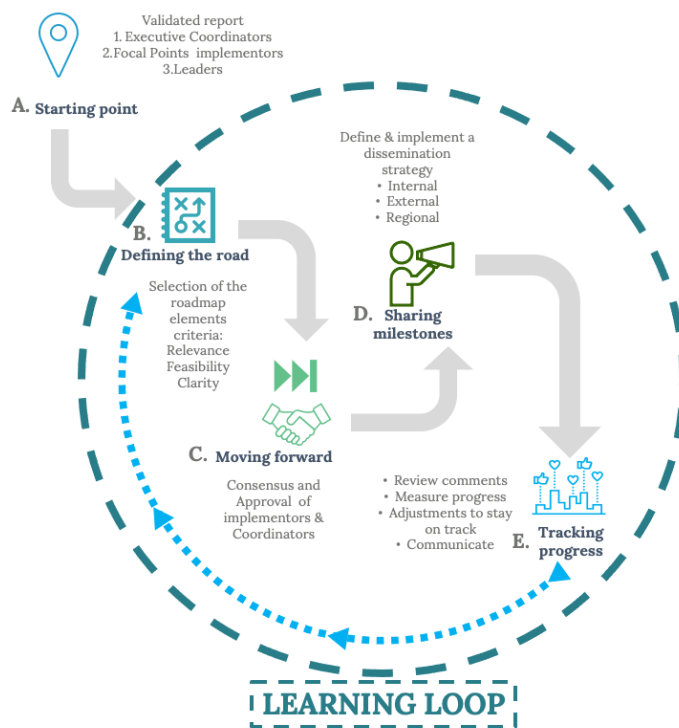 Validated report
1. Executive Coordinators
2.Focal Points implementors
3.Leaders
A. Starting point
B.
Defining the road
Selection of the
roadmap
elements
criteria:
Relevance
Feasibility
Clarity
C. Moving forward
Consensus and
Approval of
implementors &
Coordinators
Define & implement a
dissemination
strategy
• Internal
• External
• Regional
D. Sharing
milestones
• Review comments
• Measure progress
• Adjustments to stay
on track
• Communicate
E. Tracking
progress
LEARNING LOOP